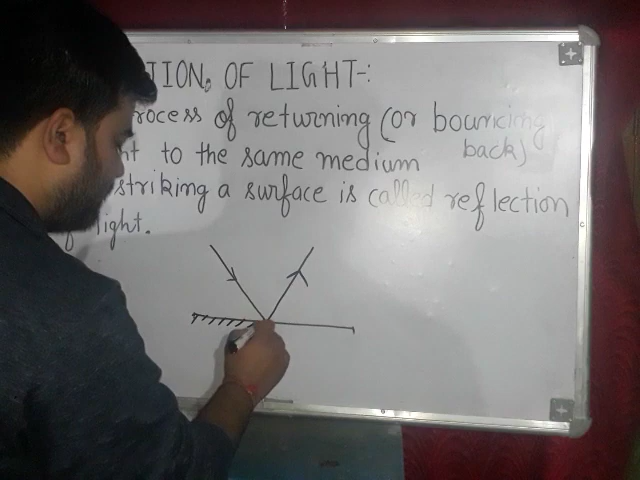 TION OF LIGHT-:
rocess of returning (or bouncing
to the same medium back)
striking a surface is called reflection
light.